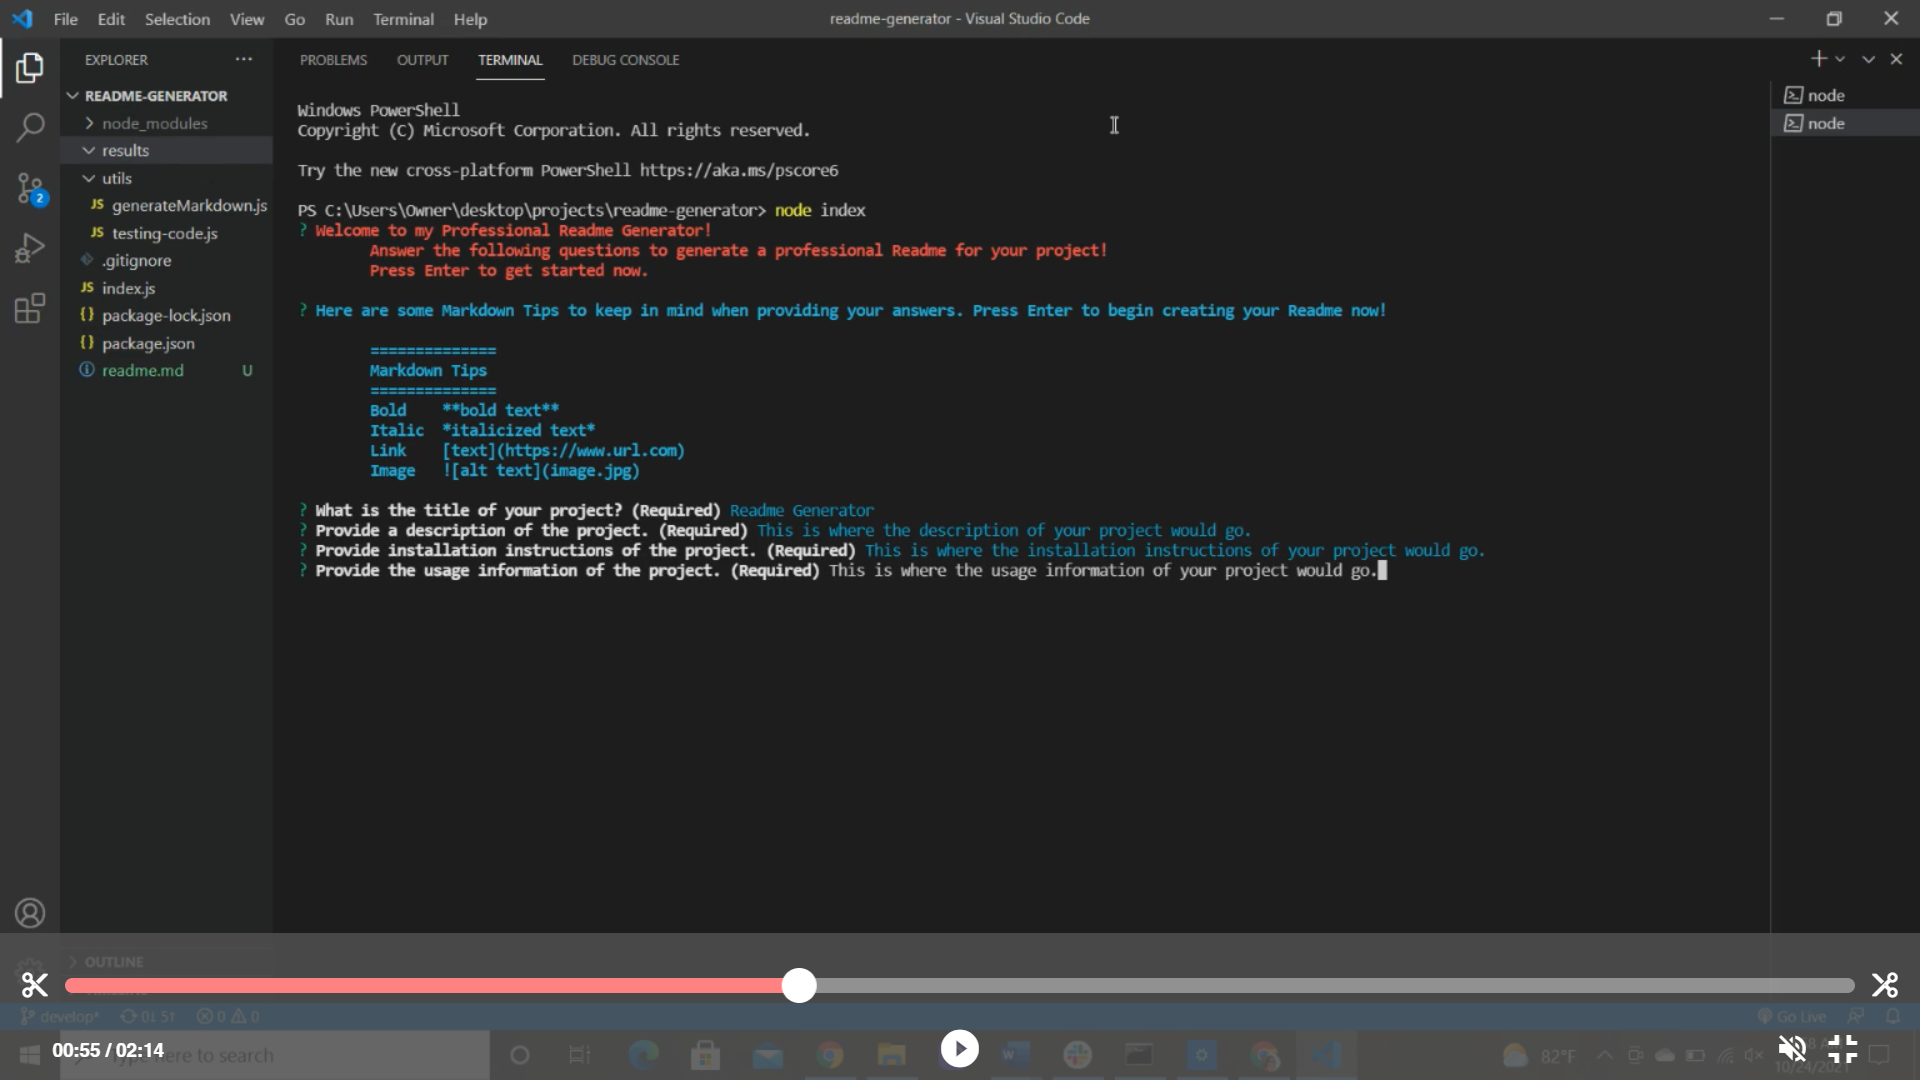 File Edit Selection View Go Run Terminal Help
readme-generator - Visual Studio Code
EXPLORER
README-GENERATOR
node_modules
results
utils
JS generateMarkdown.js
JS testing-code.js
.gitignore
JS index.js
{} package-lock.json
{} package.json
readme.md U
2
PROBLEMS OUTPUT TERMINAL DEBUG CONSOLE
node
node
Windows PowerShell
Copyright (C) Microsoft Corporation. All rights reserved.
Try the new cross-platform PowerShell https://aka.ms/pscore6
PS C:\Users\Owner\desktop\projects\readme-generator> node index
? Welcome to my Professional Readme Generator!
Answer the following questions to generate a professional Readme for your project!
Press Enter to get started now.
? Here are some Markdown Tips to keep in mind when providing your answers. Press Enter to begin creating your Readme now!
==============
Markdown Tips
==============
Bold **bold text**
Italic *italicized text*
Link [text](https://www.url.com)
Image ![alt text](image.jpg)
? What is the title of your project? (Required) Readme Generator
? Provide a description of the project. (Required) This is where the description of your project would go.
? Provide installation instructions of the project. (Required) This is where the installation instructions of your project would go.
? Provide the usage information of the project. (Required) This is where the usage information of your project would go.
OUTLINE
develop* 0↓ 5↑ 0 0
Go Live
00:55 / 02:14
here to search
82°F